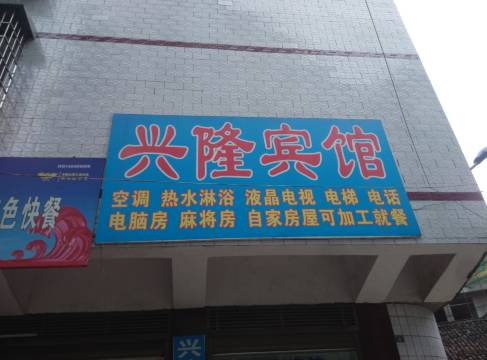 兴隆宾馆
空调 热水淋浴 液晶电视 电梯 电话
电脑房 麻将房 自家房屋可加工就餐
色快餐
兴